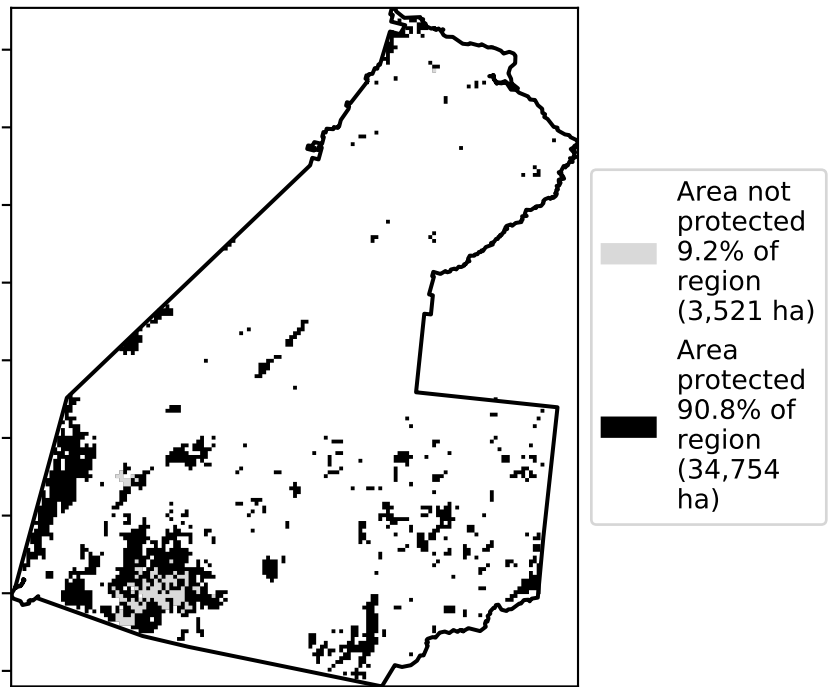 Area not
protected
9.2% of
region
(3,521 ha)
Area
protected
90.8% of
region
(34,754
ha)